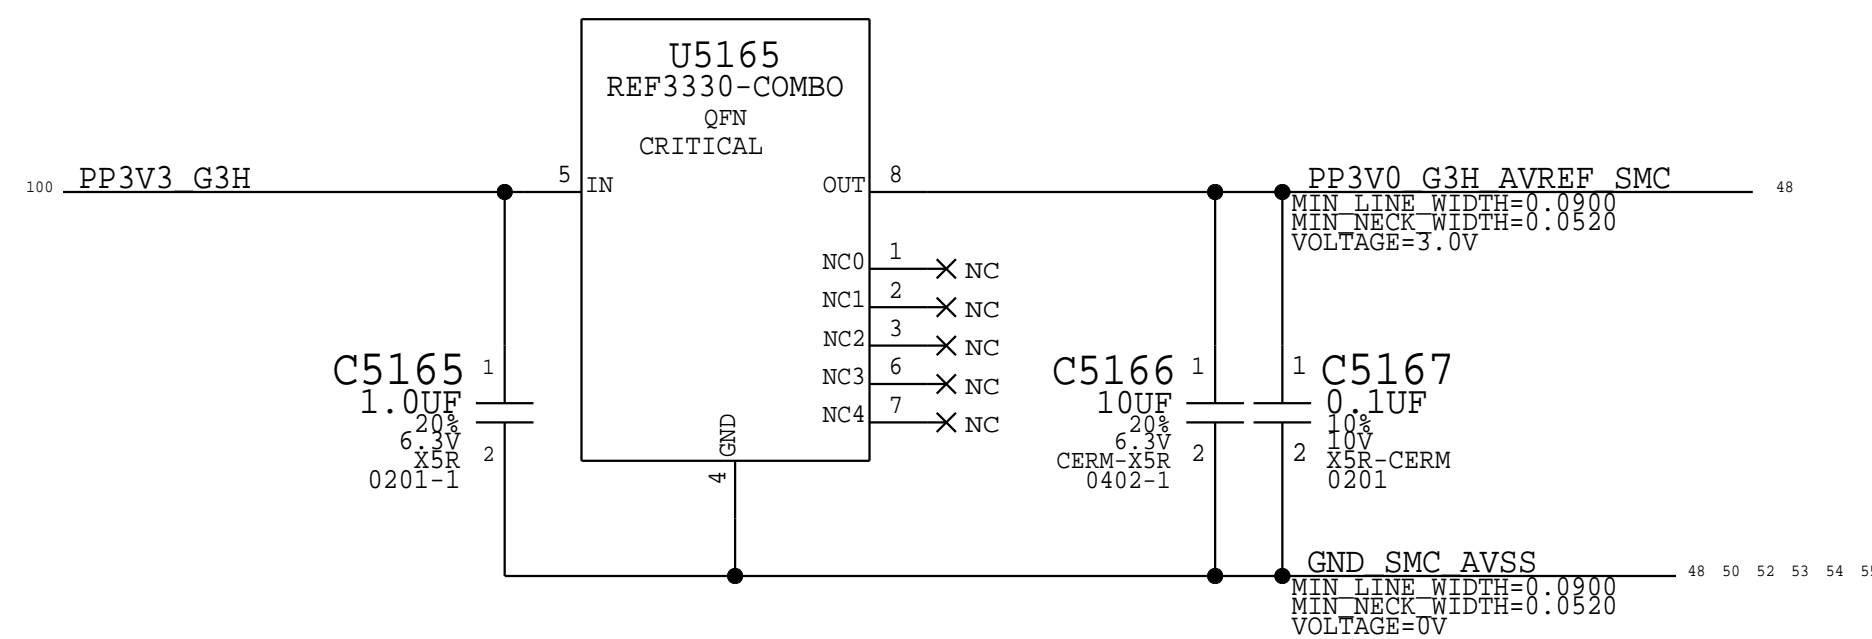 U5165
REF3330-COMBO
QFN
CRITICAL
100 PP3V3_G3H
5 IN
OUT 8
PP3V0_G3H_AVREF_SMC 48
MIN_LINE_WIDTH=0.0900
MIN_NECK_WIDTH=0.0520
VOLTAGE=3.0V
NC0 1 NC
NC1 2 NC
NC2 3 NC
NC3 6 NC
NC4 7 NC
GND
4
C5165 1
1.0UF
20%
6.3V
X5R 2
0201-1
C5166 1
10UF
20%
6.3V
CERM-X5R 2
0402-1
1 C5167
0.1UF
10%
10V
2 X5R-CERM
0201
GND_SMC_AVSS 48 50 52 53 54
MIN_LINE_WIDTH=0.0900
MIN_NECK_WIDTH=0.0520
VOLTAGE=0V